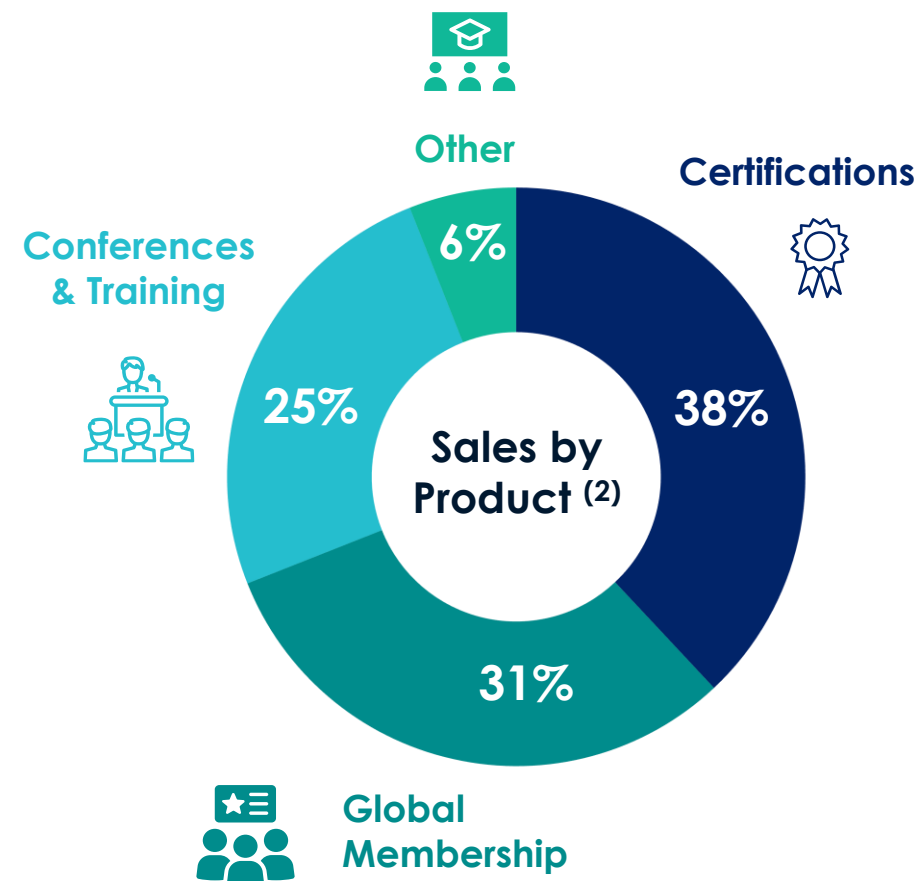 Other
Certifications
Conferences
& Training
6%
25%
38%
Sales by
Product (2)
31%
Global
Membership